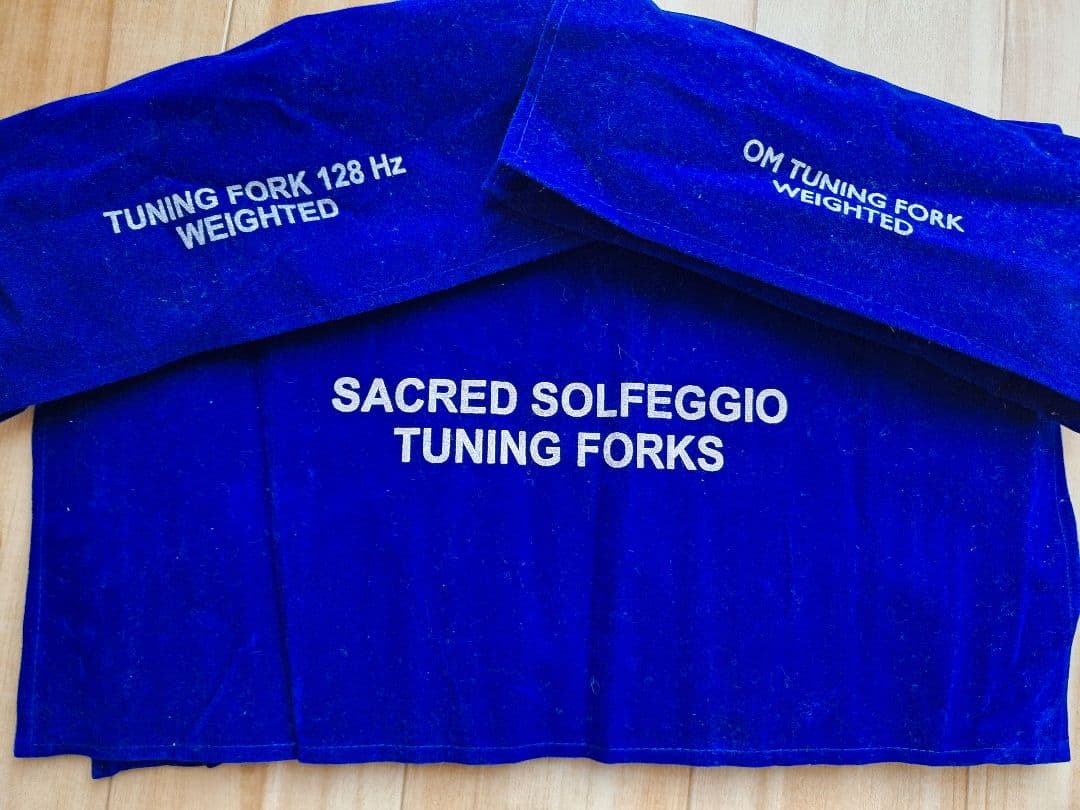 TUNING FORK 128 Hz
WEIGHTED
OM TUNING FORK
WEIGHTED
SACRED SOLFEGGIO
TUNING FORKS